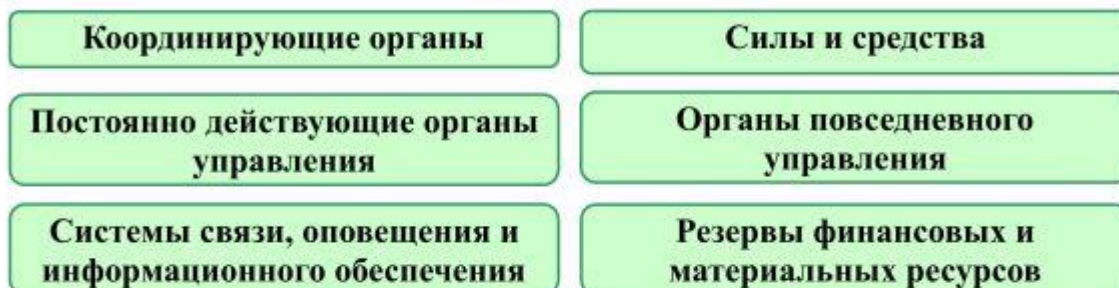 Координирующие органы
Силы и средства
Постоянно действующие органы
управления
Органы повседневного
управления
Системы связи, оповещения и
информационного обеспечения
Резервы финансовых и
материальных ресурсов